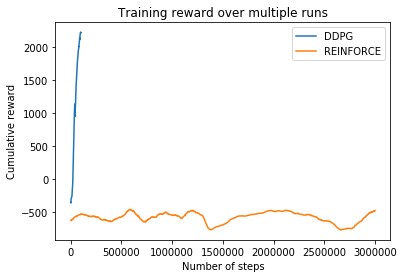 Training reward over multiple runs
DDPG
REINFORCE
Cumulative reward
2000
1500
1000
500
0
−500
0 500000 1000000 1500000 2000000 2500000 3000000
Number of steps